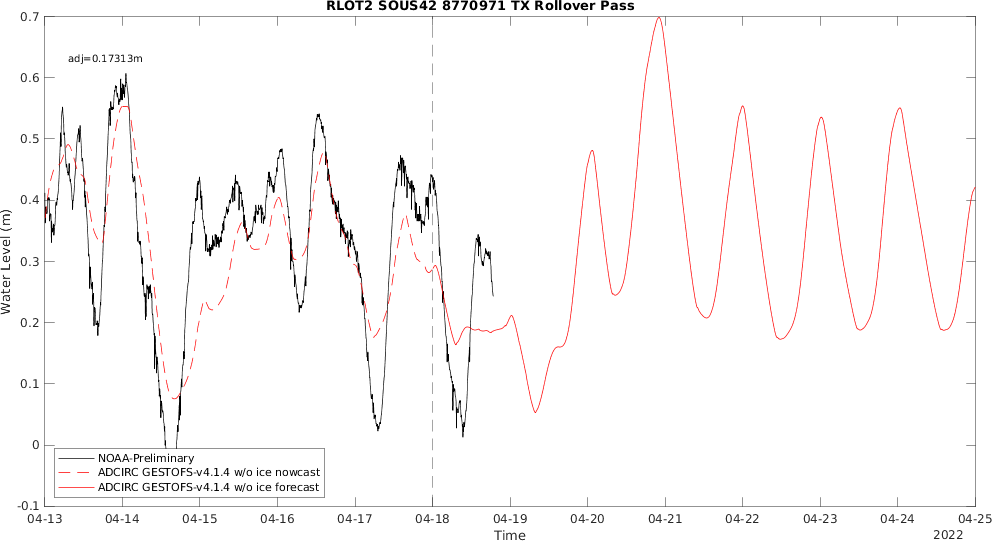 RLOT2 SOUS42 8770971 TX Rollover Pass
adj=0.17313m
0.7
0.6
0.5
0.4
0.3
0.2
0.1
0
-0.1
Water Level (m)
NOAA-Preliminary
ADCIRC GESTOFS-v4.1.4 w/o ice nowcast
ADCIRC GESTOFS-v4.1.4 w/o ice forecast
04-13 04-14 04-15 04-16 04-17 04-18 04-19 04-20 04-21 04-22 04-23 04-24 04-25
Time
2022